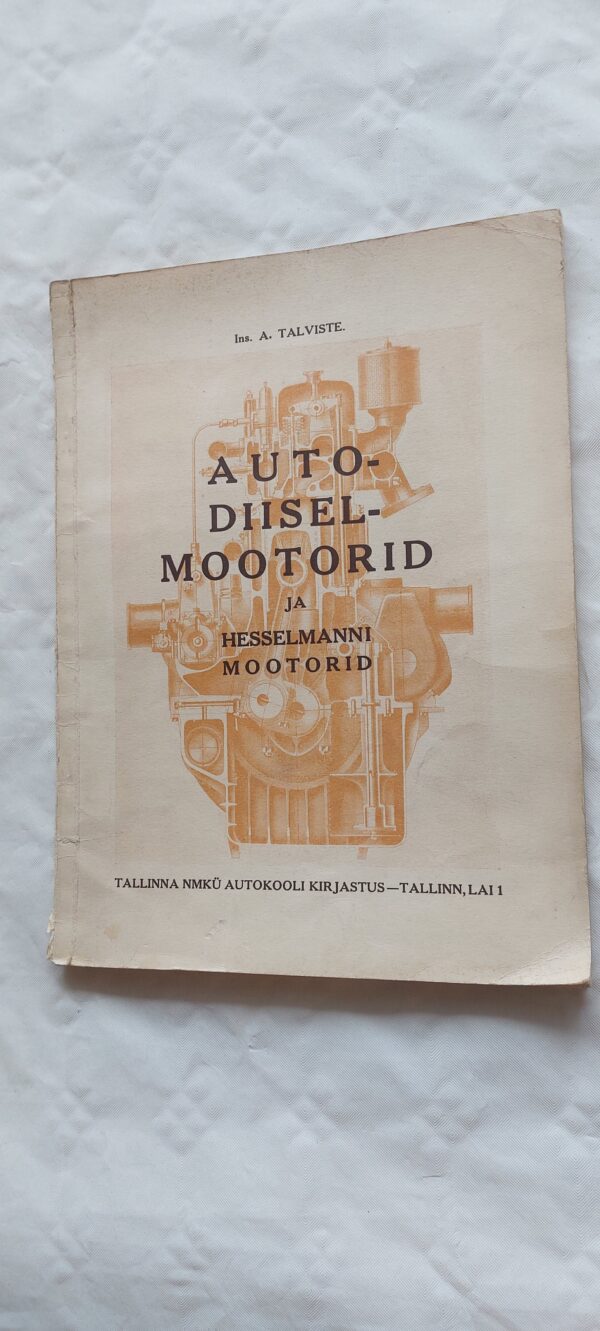 Ins. A. TALVISTE.
AUTO-
DIISEL-
MOOTORID
JA
HESSELMANNI
MOOTORID
TALLINNA NMKÜ AUTOKOOLI KIRJASTUS—TALLINN, LAI 1